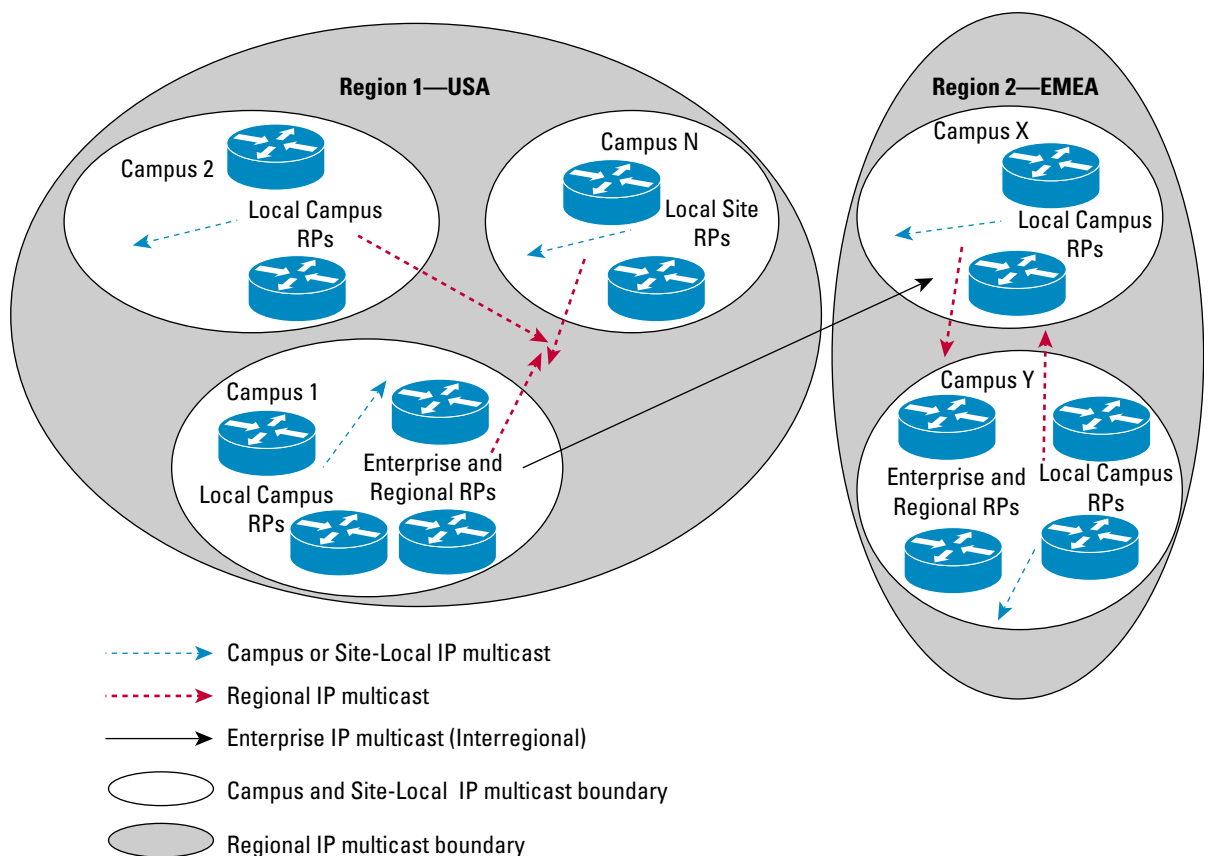 Region 1—USA
Campus 2
Local Campus
RPs
Campus N
Local Site
RPs
Campus 1
Local Campus
RPs
Enterprise and
Regional RPs
Region 2—EMEA
Campus X
Local Campus
RPs
Campus Y
Enterprise and
Regional RPs
Local Campus
RPs
Campus or Site-Local IP multicast
Regional IP multicast
Enterprise IP multicast (Interregional)
Campus and Site-Local IP multicast boundary
Regional IP multicast boundary